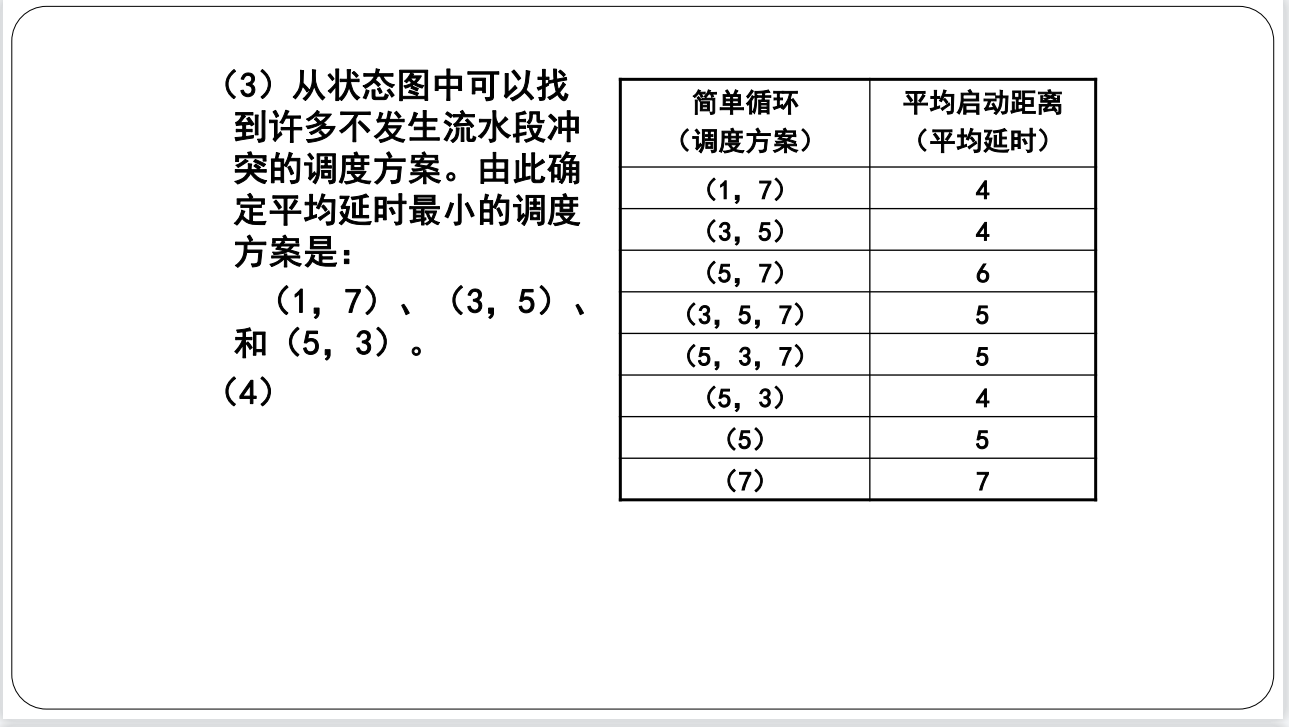 （3）从状态图中可以找
到许多不发生流水段冲
突的调度方案。由此确
定平均延时最小的调度
方案是：
（1，7）、（3，5）、
和（5，3）。
（4）
简单循环 平均启动距离
（调度方案） （平均延时）
（1，7） 4
（3，5） 4
（5，7） 6
（3，5，7） 5
（5，3，7） 5
（5，3） 4
（5） 5
（7） 7